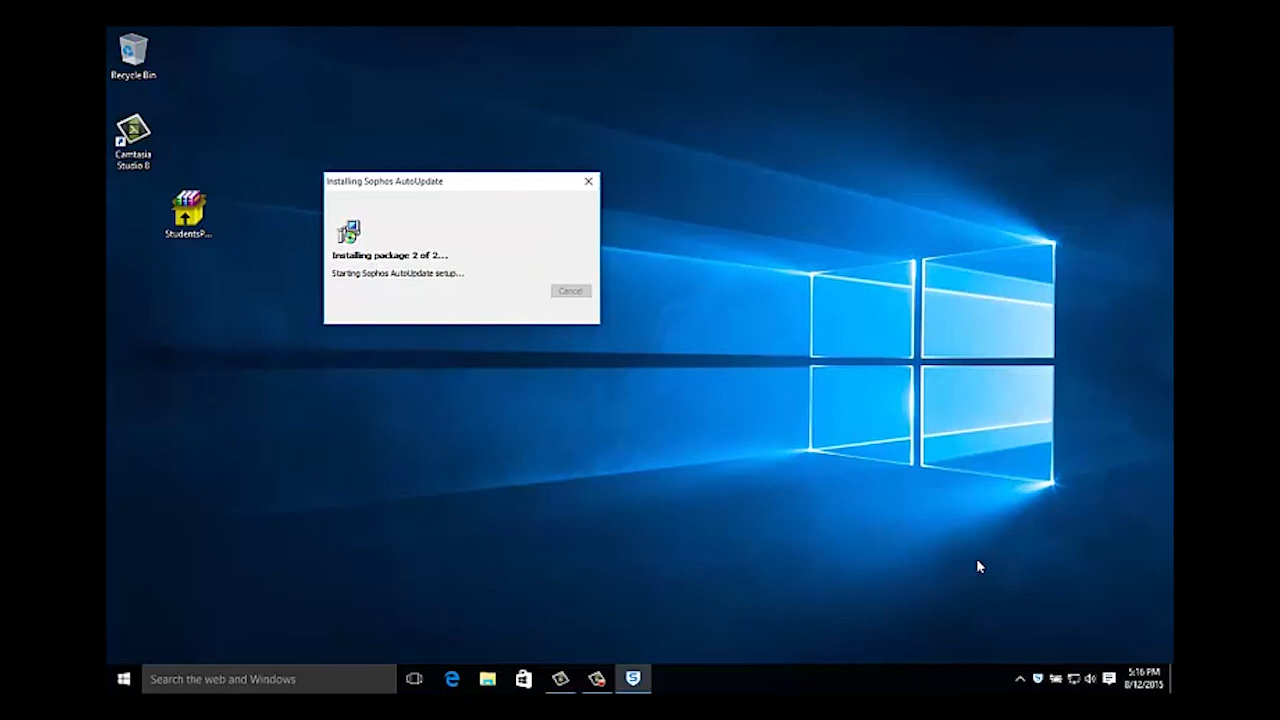 Recycle Bin
Camtasia
Studio 8
StudentsP...
Installing Sophos AutoUpdate
Installing package 2 of 2...
Starting Sophos AutoUpdate setup...
Cancel
Search the web and Windows
5:16 PM
8/12/2015